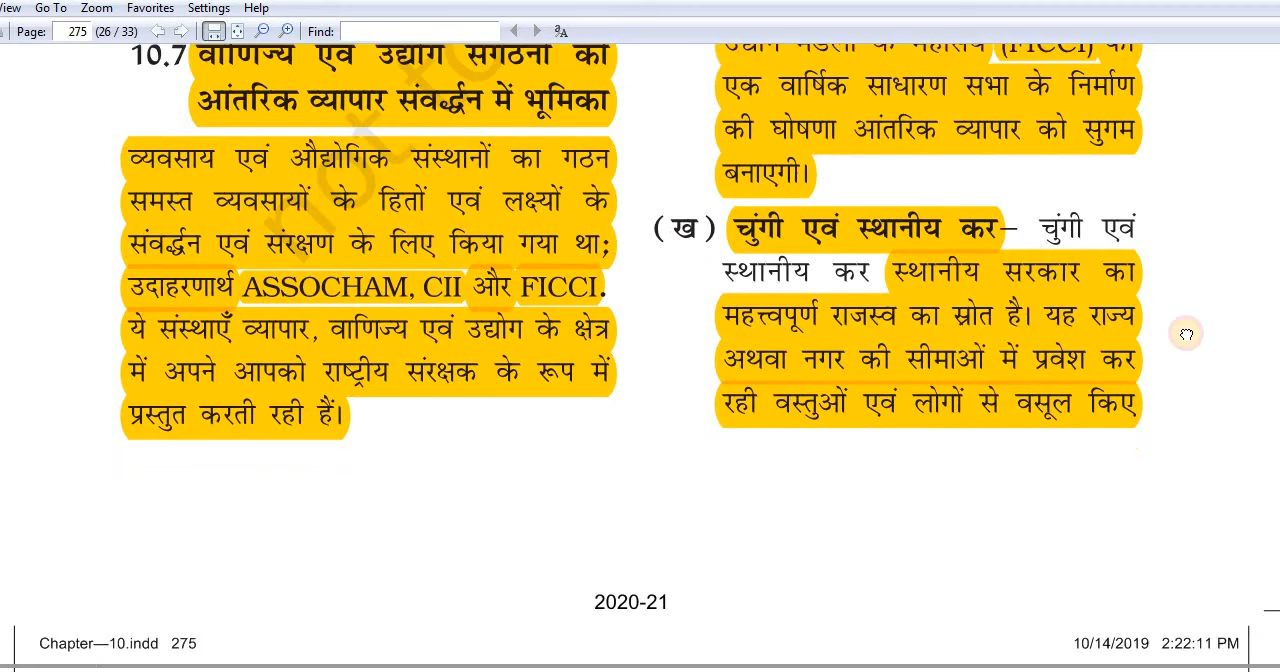 View Go To Zoom Favorites Settings Help
Page: 275 (26 / 33) Find:
10.7 वाणिज्य एवं उद्योग संगठनों की
आंतरिक व्यापार संवर्द्धन में भूमिका
व्यवसाय एवं औद्योगिक संस्थानों का गठन
समस्त व्यवसायों के हितों एवं लक्ष्यों के
संवर्द्धन एवं संरक्षण के लिए किया गया था;
उदाहरणार्थ ASSOCHAM, CII और FICCI.
ये संस्थाएँ व्यापार, वाणिज्य एवं उद्योग के क्षेत्र
में अपने आपको राष्ट्रीय संरक्षक के रूप में
प्रस्तुत करती रही हैं।
(FICCI) की
एक वार्षिक साधारण सभा के निर्माण
की घोषणा आंतरिक व्यापार को सुगम
बनाएगी।
(ख) चुंगी एवं स्थानीय कर– चुंगी एवं
स्थानीय कर स्थानीय सरकार का
महत्त्वपूर्ण राजस्व का स्रोत है। यह राज्य
अथवा नगर की सीमाओं में प्रवेश कर
रही वस्तुओं एवं लोगों से वसूल किए
not to
2020-21
Chapter—10.indd 275
10/14/2019 2:22:11 PM